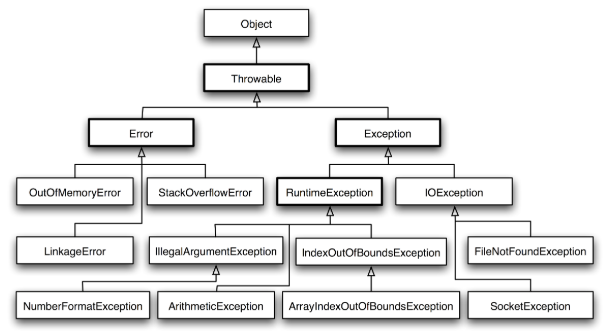 Object
Throwable
Error
Exception
OutOfMemoryError
StackOverflowError
RuntimeException
IOException
LinkageError
IllegalArgumentException
IndexOutOfBoundsException
FileNotFoundException
NumberFormatException
ArithmeticException
ArrayIndexOutOfBoundsException
SocketException